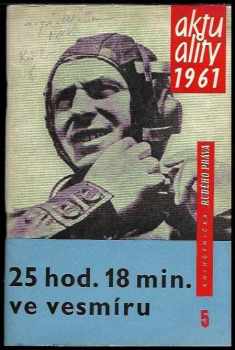 aktu
ality
1961
KNIHOVNIČKA RUDÉHO PRÁVA
25 hod. 18 min.
ve vesmíru
5